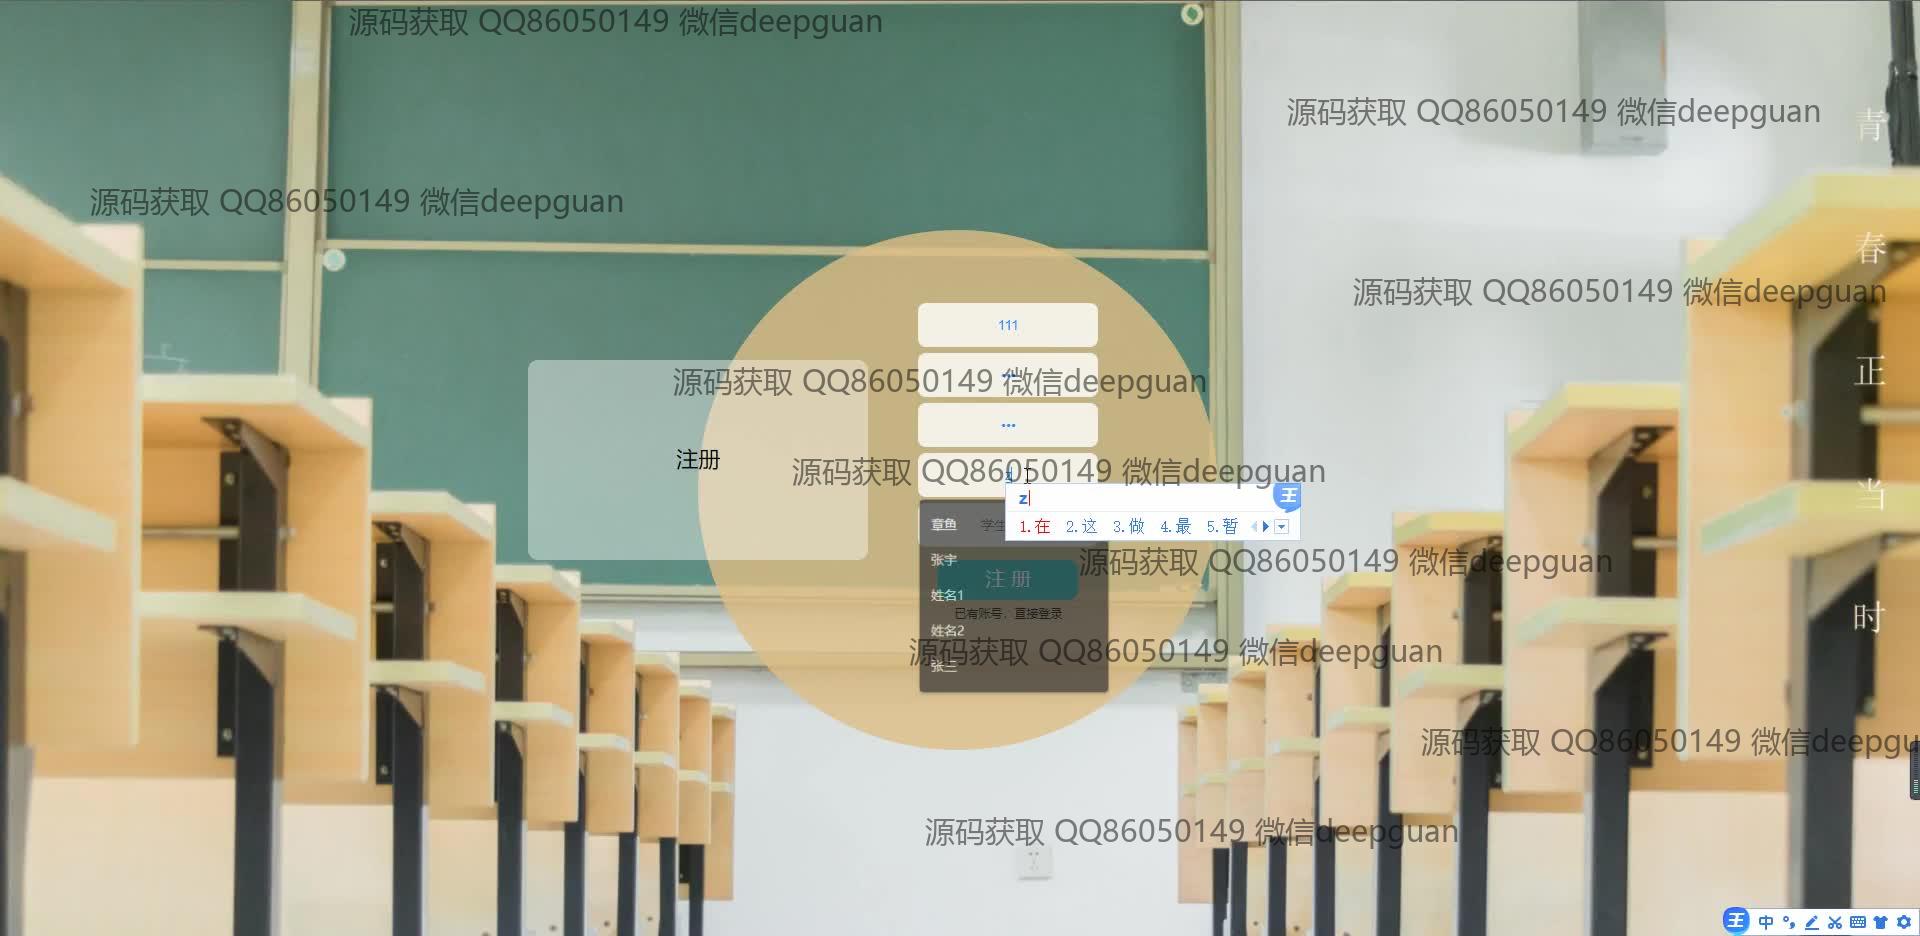 源码获取 QQ86050149 微信deepguan
源码获取 QQ86050149 微信deepguan
青
源码获取 QQ86050149 微信deepguan
春
源码获取 QQ86050149 微信deepguan
111
正
源码获取 QQ86050149 微信deepguan
•••
注册
源码获取 QQ86050149 微信deepguan
z
当
章鱼 学生
1.在 2.这 3.做 4.最 5.暂
张宇
源码获取 QQ86050149 微信deepguan
注 册
姓名1
已有账号，直接登录
时
姓名2
源码获取 QQ86050149 微信deepguan
张三
源码获取 QQ86050149 微信deepgu
源码获取 QQ86050149 微信deepguan
王 中